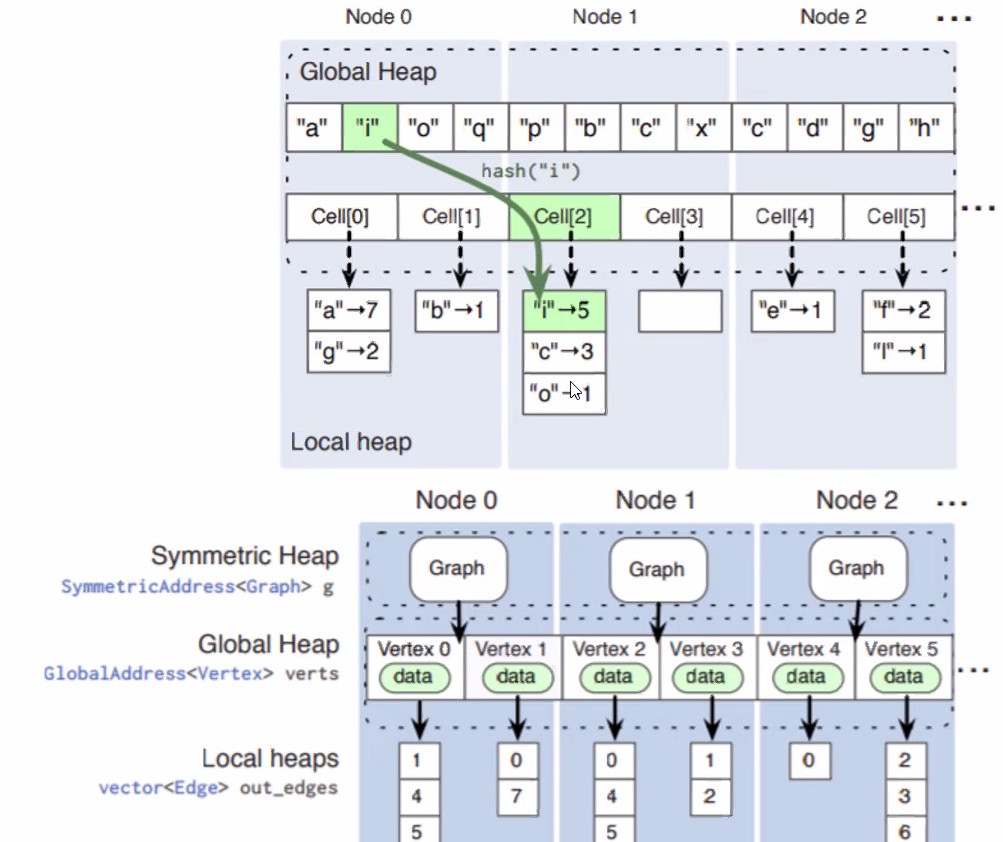 Node 0 Node 1 Node 2 ...
Global Heap
"a" "i" "o" "q" "p" "b" "c" "x" "c" "d" "g" "h"
hash("i")
Cell[0] Cell[1] Cell[2] Cell[3] Cell[4] Cell[5] ...
"a"→7 "b"→1 "i"→5 "e"→1 "f"→2
"g"→2 "c"→3 "l"→1
"o"→1
Local heap
Node 0 Node 1 Node 2 ...
Symmetric Heap Graph Graph Graph
SymmetricAddress<Graph> g
Global Heap Vertex 0 Vertex 1 Vertex 2 Vertex 3 Vertex 4 Vertex 5
GlobalAddress<Vertex> verts data data data data data data ...
Local heaps 1 0 0 1 0 2
vector<Edge> out_edges 4 7 4 2 3
5 5 6